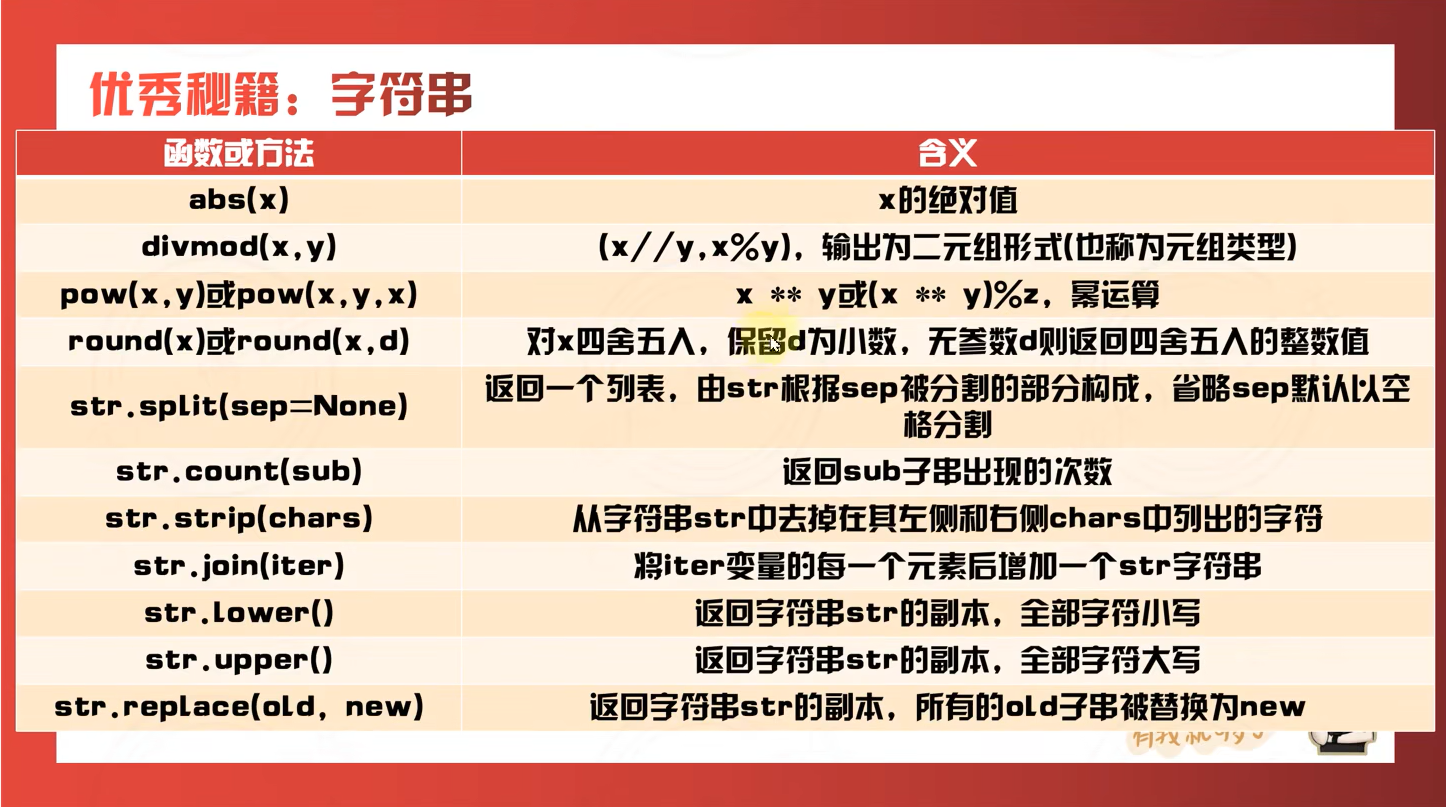 优秀秘籍：字符串
函数或方法 含义
abs(x) x的绝对值
divmod(x,y) (x//y,x%y)，输出为二元组形式(也称为元组类型)
pow(x,y)或pow(x,y,x) x ** y或(x ** y)%z，幂运算
round(x)或round(x,d) 对x四舍五入，保留d为小数，无参数d则返回四舍五入的整数值
str.split(sep=None) 返回一个列表，由str根据sep被分割的部分构成，省略sep默认以空
格分割
str.count(sub) 返回sub子串出现的次数
str.strip(chars) 从字符串str中去掉在其左侧和右侧chars中列出的字符
str.join(iter) 将iter变量的每一个元素后增加一个str字符串
str.lower() 返回字符串str的副本，全部字符小写
str.upper() 返回字符串str的副本，全部字符大写
str.replace(old, new) 返回字符串str的副本，所有的old子串被替换为new